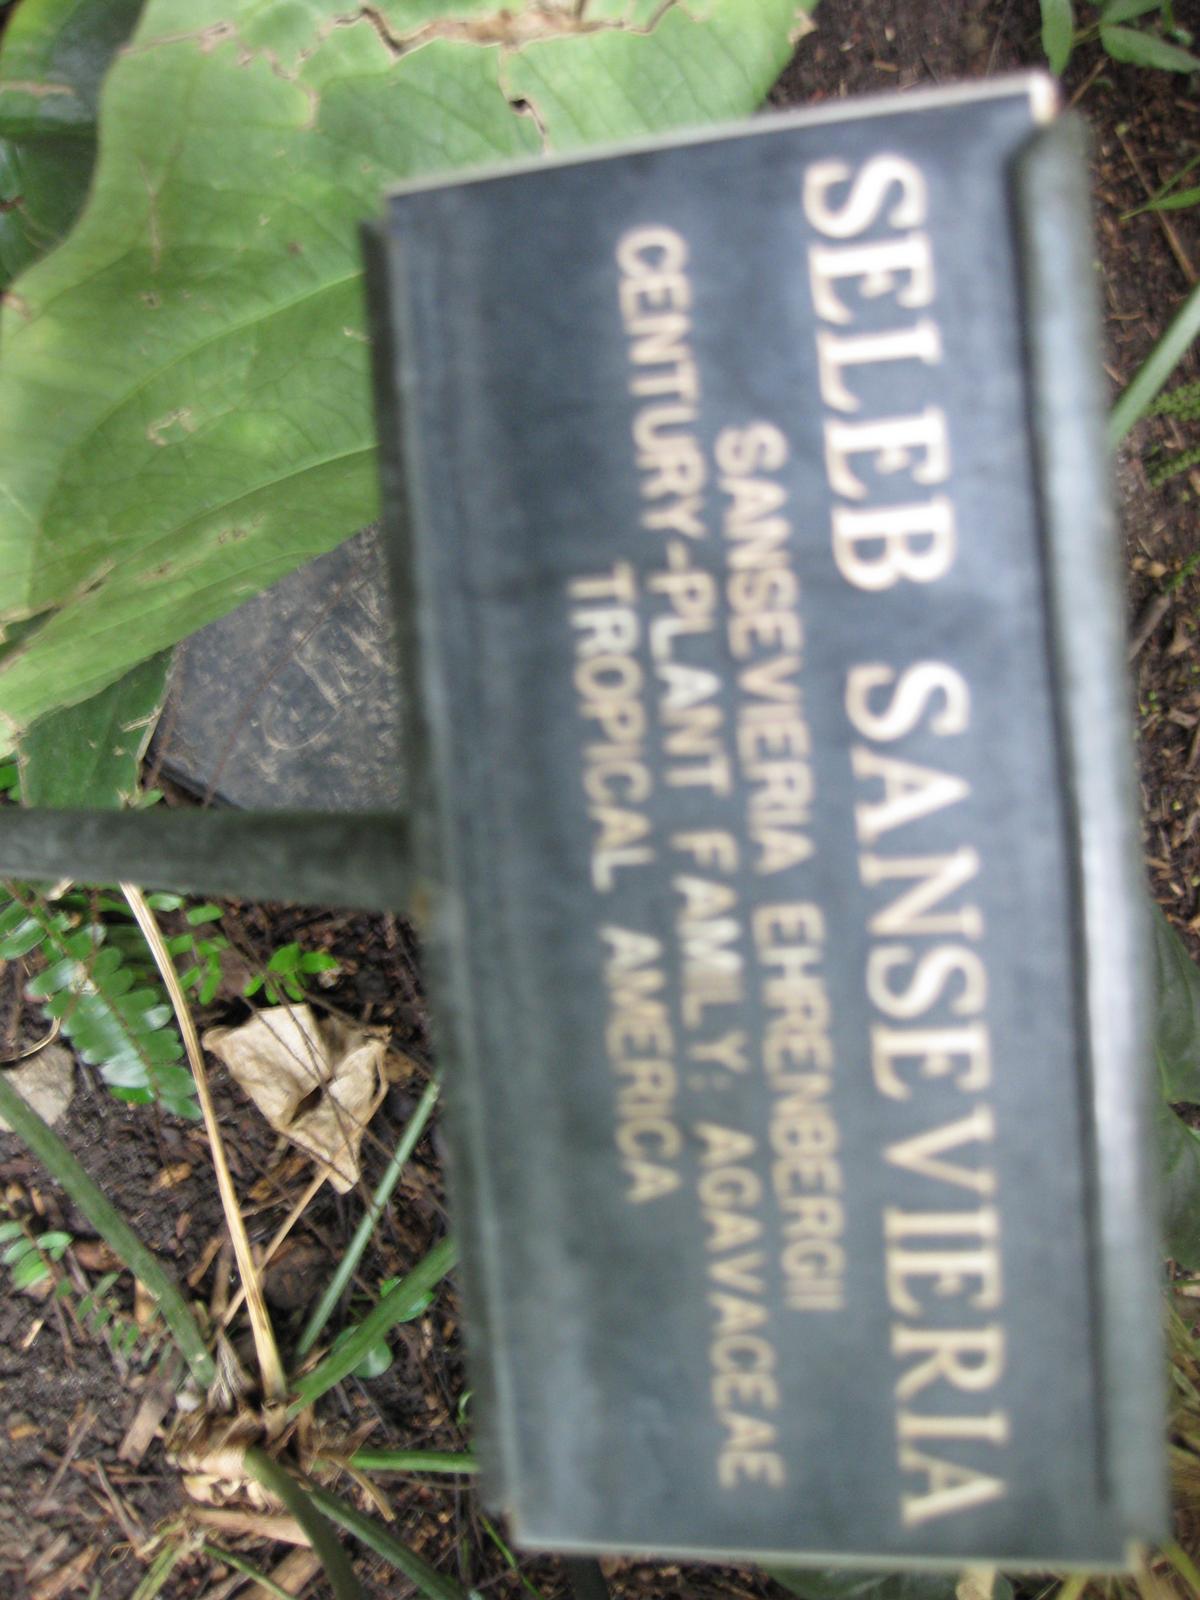 SELEB SANSEVIERIA
SANSEVIERIA EHRENBERGII
CENTURY-PLANT FAMILY: AGAVACEAE
TROPICAL AMERICA